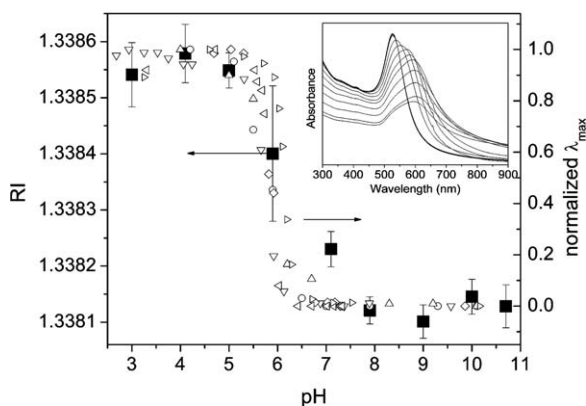 1.3386
1.3385
1.3384
1.3383
1.3382
1.3381
RI
2 3 4 5 6 7 8 9 10 11
pH
1.0
0.8
0.6
0.4
0.2
0.0
normalized λmax
Absorbance
300 400 500 600 700 800 900
Wavelength (nm)